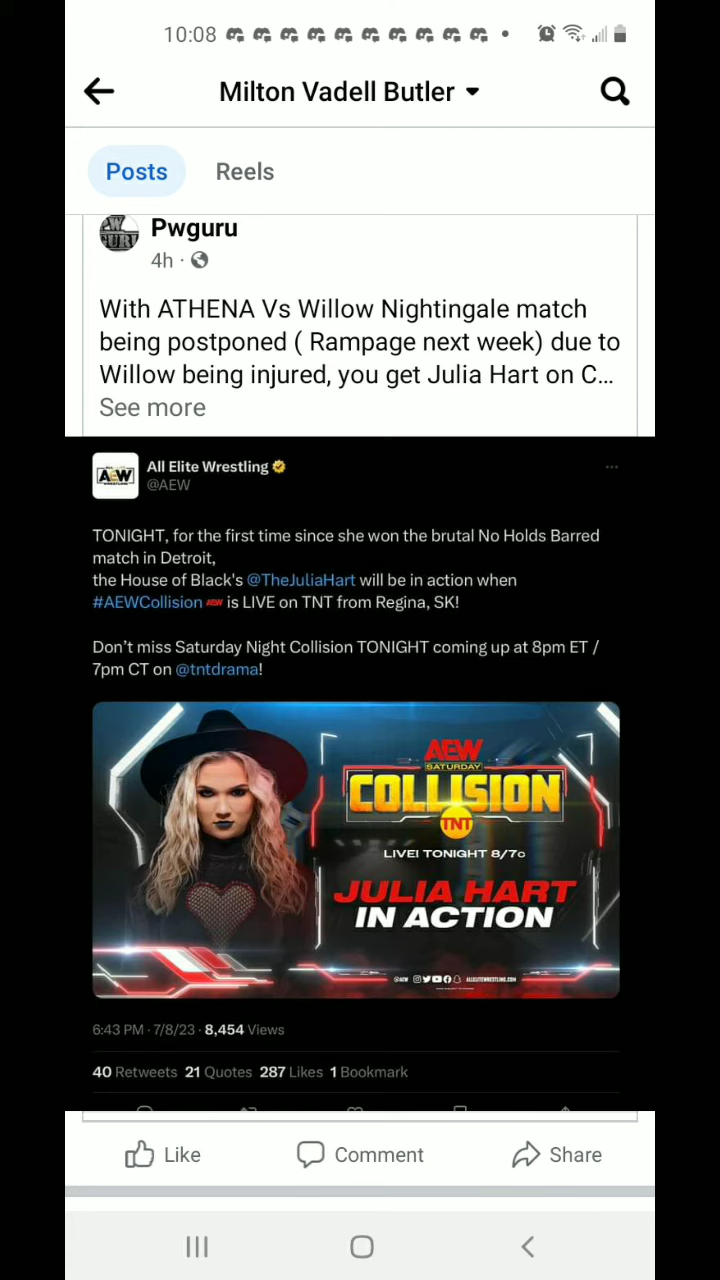 10:08
Milton Vadell Butler
Posts Reels
Pwguru
4h ·
With ATHENA Vs Willow Nightingale match
being postponed ( Rampage next week) due to
Willow being injured, you get Julia Hart on C...
See more
AEW
All Elite Wrestling
@AEW
TONIGHT, for the first time since she won the brutal No Holds Barred
match in Detroit,
the House of Black's @TheJuliaHart will be in action when
#AEWCollision AEW is LIVE on TNT from Regina, SK!
Don't miss Saturday Night Collision TONIGHT coming up at 8pm ET /
7pm CT on @tntdrama!
AEW
SATURDAY
COLLISION
TNT
LIVE! TONIGHT 8/7c
JULIA HART
IN ACTION
@AEW ALLELITEWRESTLING.COM
6:43 PM · 7/8/23 · 8,454 Views
40 Retweets 21 Quotes 287 Likes 1 Bookmark
Like Comment Share